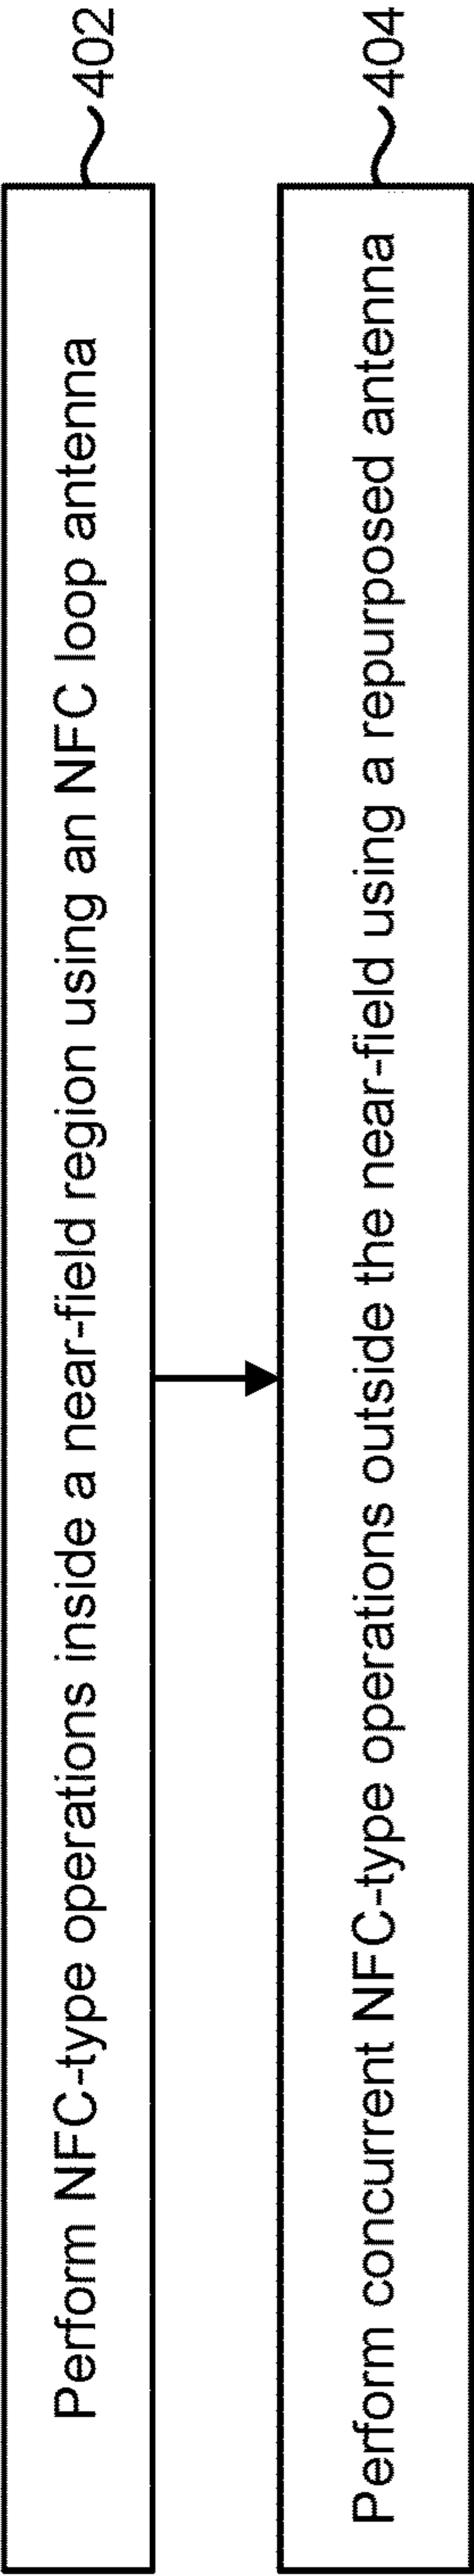 Perform NFC-type operations inside a near-field region using an NFC loop antenna
402
Perform concurrent NFC-type operations outside the near-field using a repurposed antenna
404